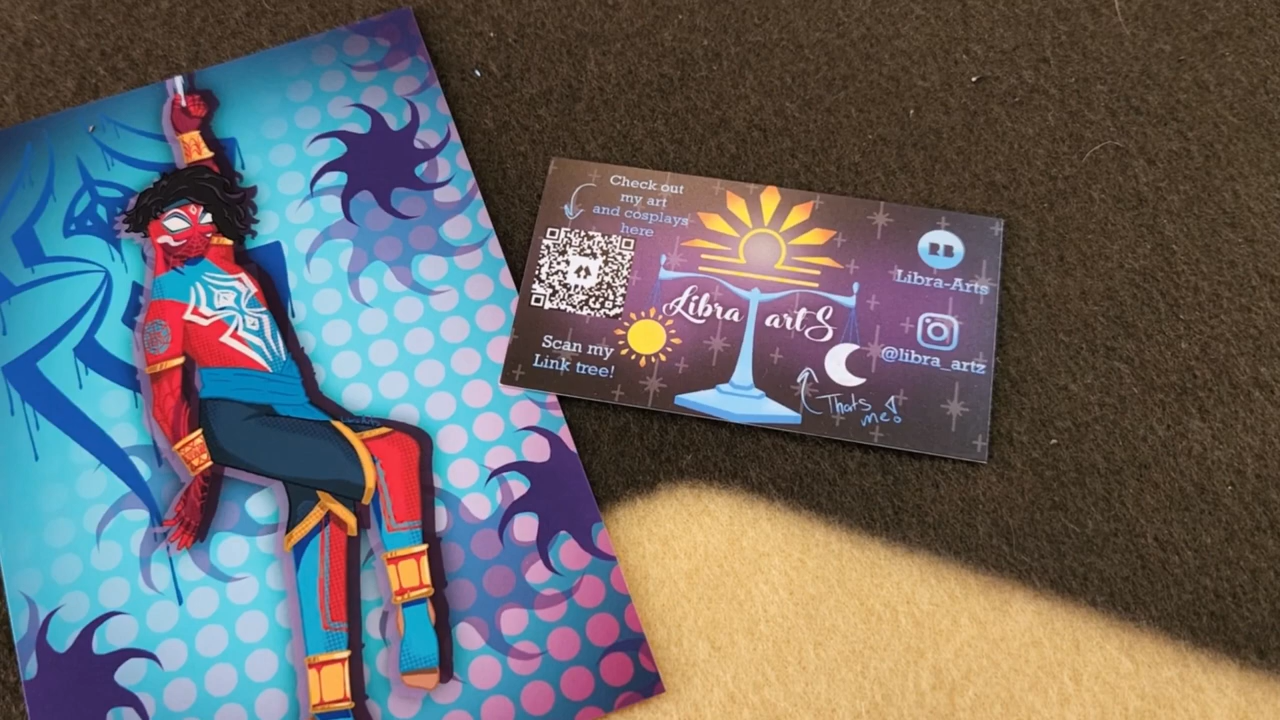 Check out
my art
and cosplays
here
Scan my
Link tree!
Libra artS
Thats
me!
Libra-Arts
@libra_artz